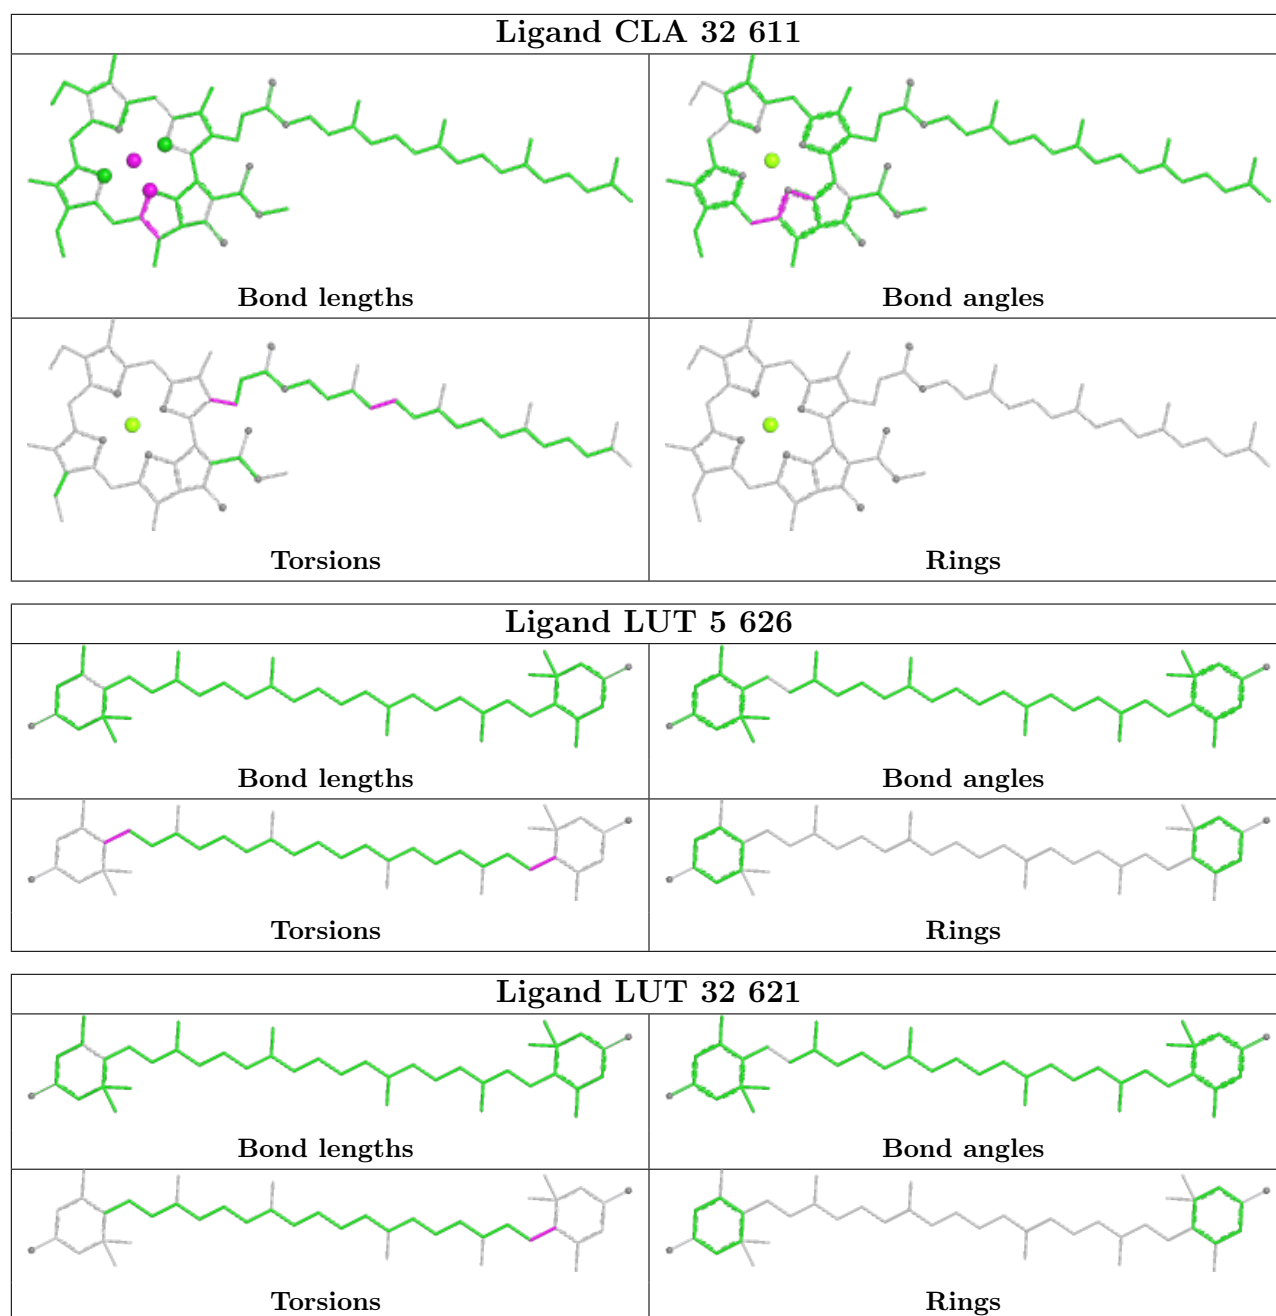 Ligand CLA 32 611
Bond lengths
Bond angles
Torsions
Rings
Ligand LUT 5 626
Bond lengths
Bond angles
Torsions
Rings
Ligand LUT 32 621
Bond lengths
Bond angles
Torsions
Rings